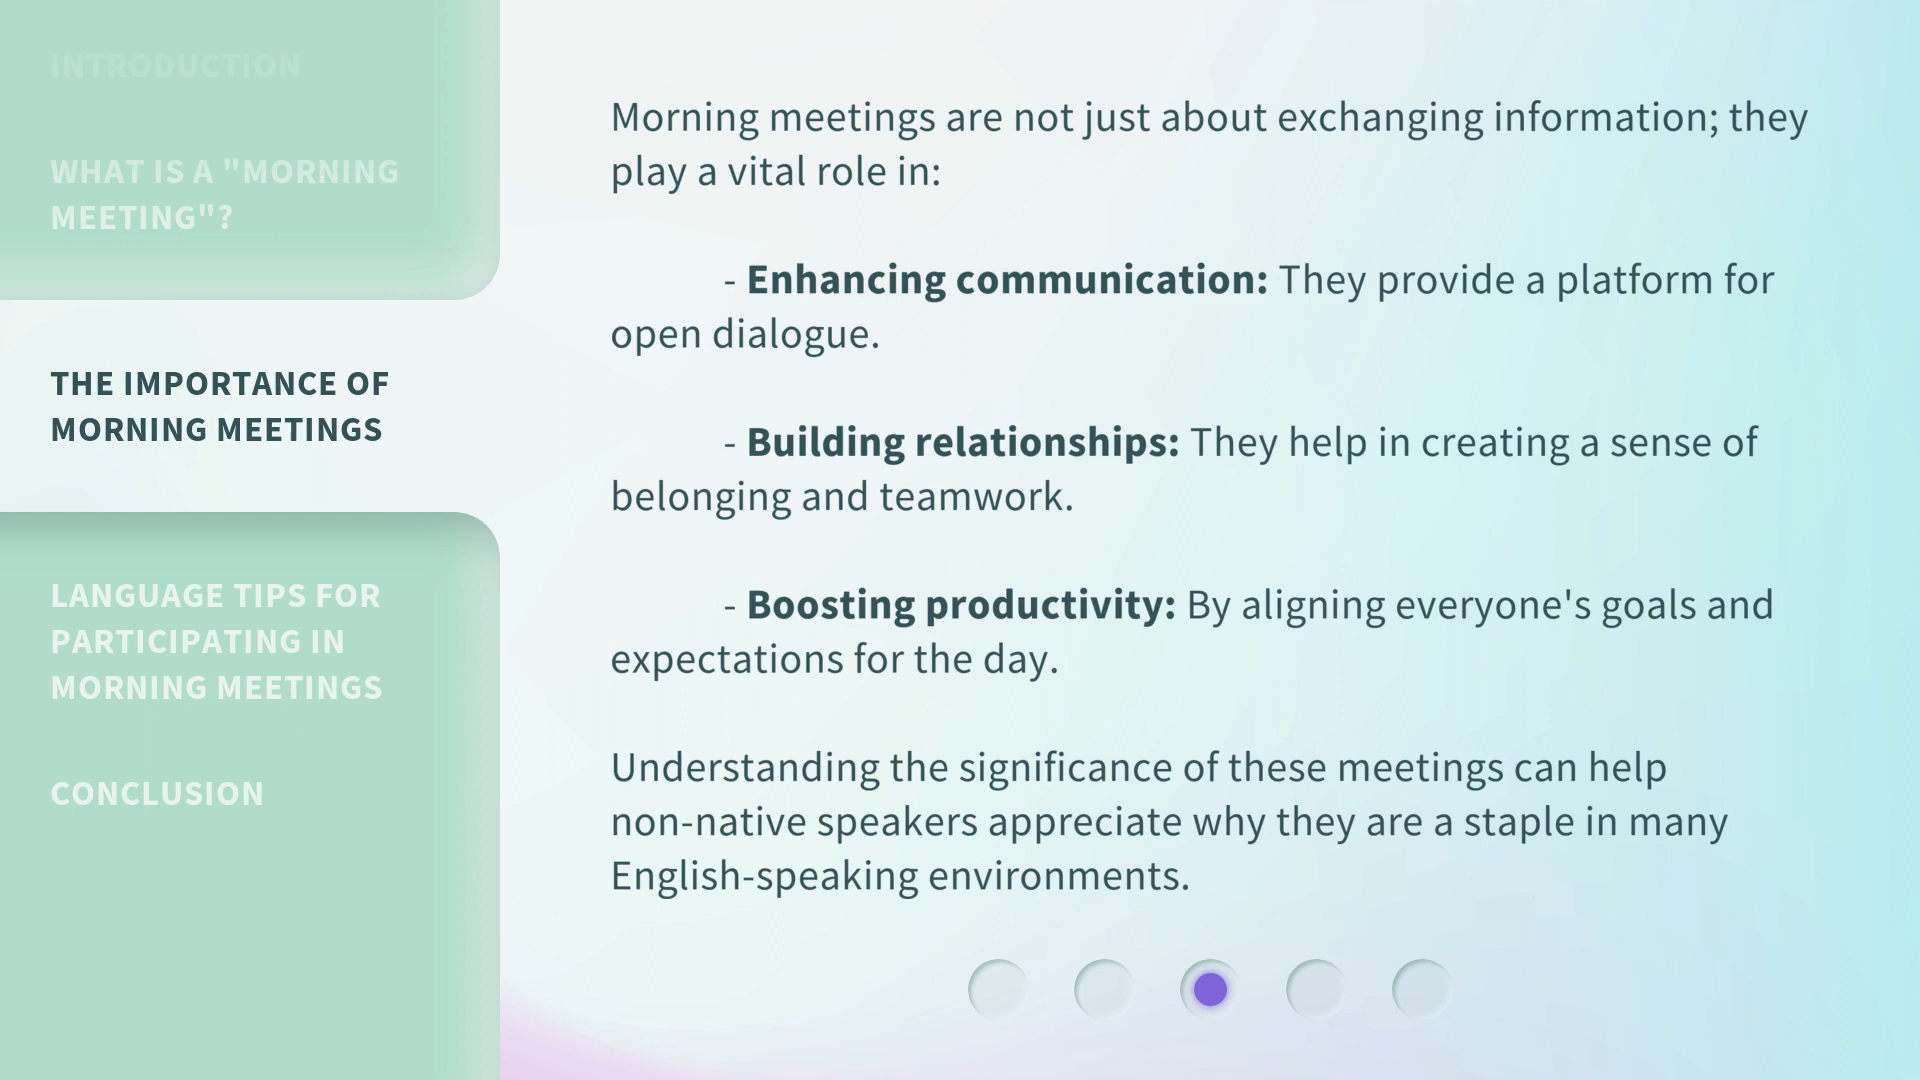 INTRODUCTION
WHAT IS A "MORNING
MEETING"?
THE IMPORTANCE OF
MORNING MEETINGS
LANGUAGE TIPS FOR
PARTICIPATING IN
MORNING MEETINGS
CONCLUSION
Morning meetings are not just about exchanging information; they
play a vital role in:
- Enhancing communication: They provide a platform for
open dialogue.
- Building relationships: They help in creating a sense of
belonging and teamwork.
- Boosting productivity: By aligning everyone's goals and
expectations for the day.
Understanding the significance of these meetings can help
non-native speakers appreciate why they are a staple in many
English-speaking environments.